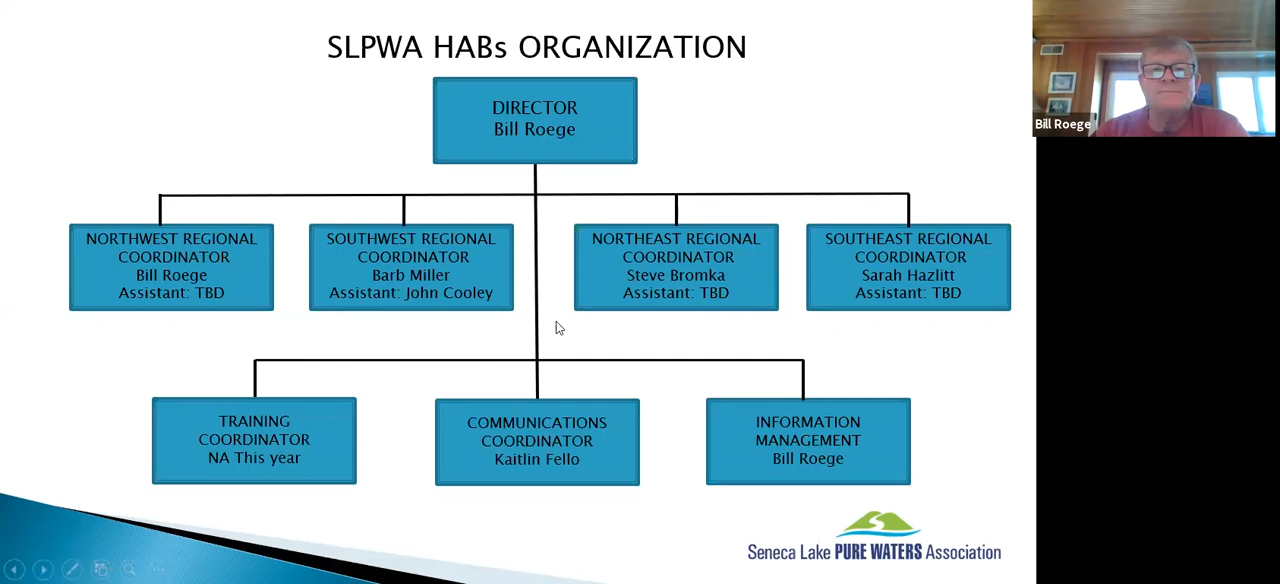 SLPWA HABs ORGANIZATION
DIRECTOR
Bill Roege
NORTHWEST REGIONAL
COORDINATOR
Bill Roege
Assistant: TBD
SOUTHWEST REGIONAL
COORDINATOR
Barb Miller
Assistant: John Cooley
NORTHEAST REGIONAL
COORDINATOR
Steve Bromka
Assistant: TBD
SOUTHEAST REGIONAL
COORDINATOR
Sarah Hazlitt
Assistant: TBD
TRAINING
COORDINATOR
NA This year
COMMUNICATIONS
COORDINATOR
Kaitlin Fello
INFORMATION
MANAGEMENT
Bill Roege
Seneca Lake PURE WATERS Association
Bill Roege